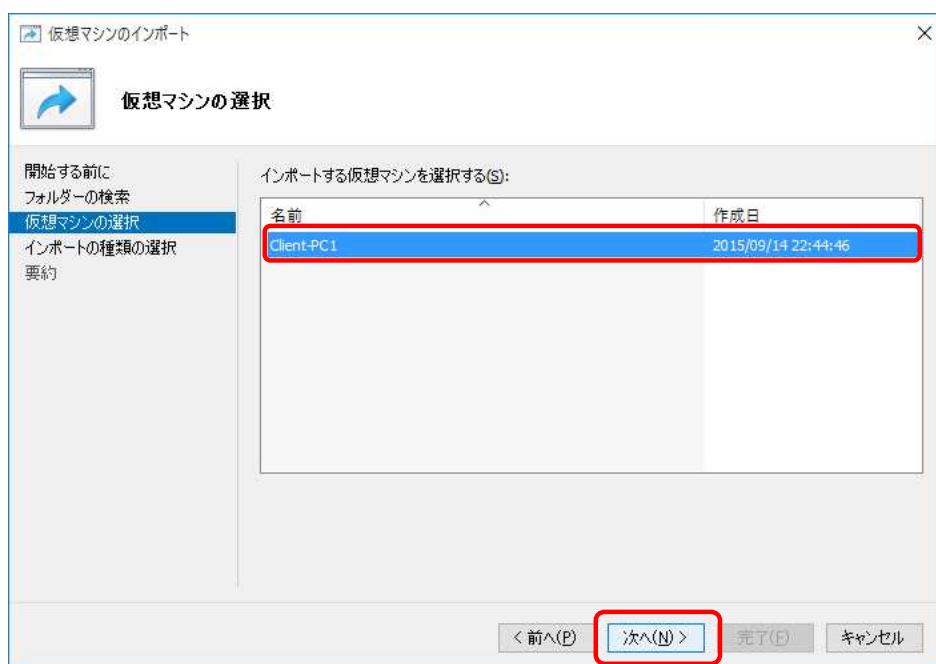 仮想マシンのインポート
仮想マシンの選択
開始する前に
フォルダーの検索
仮想マシンの選択
インポートの種類の選択
要約
インポートする仮想マシンを選択する(S):
名前 作成日
Client-PC1 2015/09/14 22:44:46
< 前へ(P) 次へ(N) > 完了(F) キャンセル